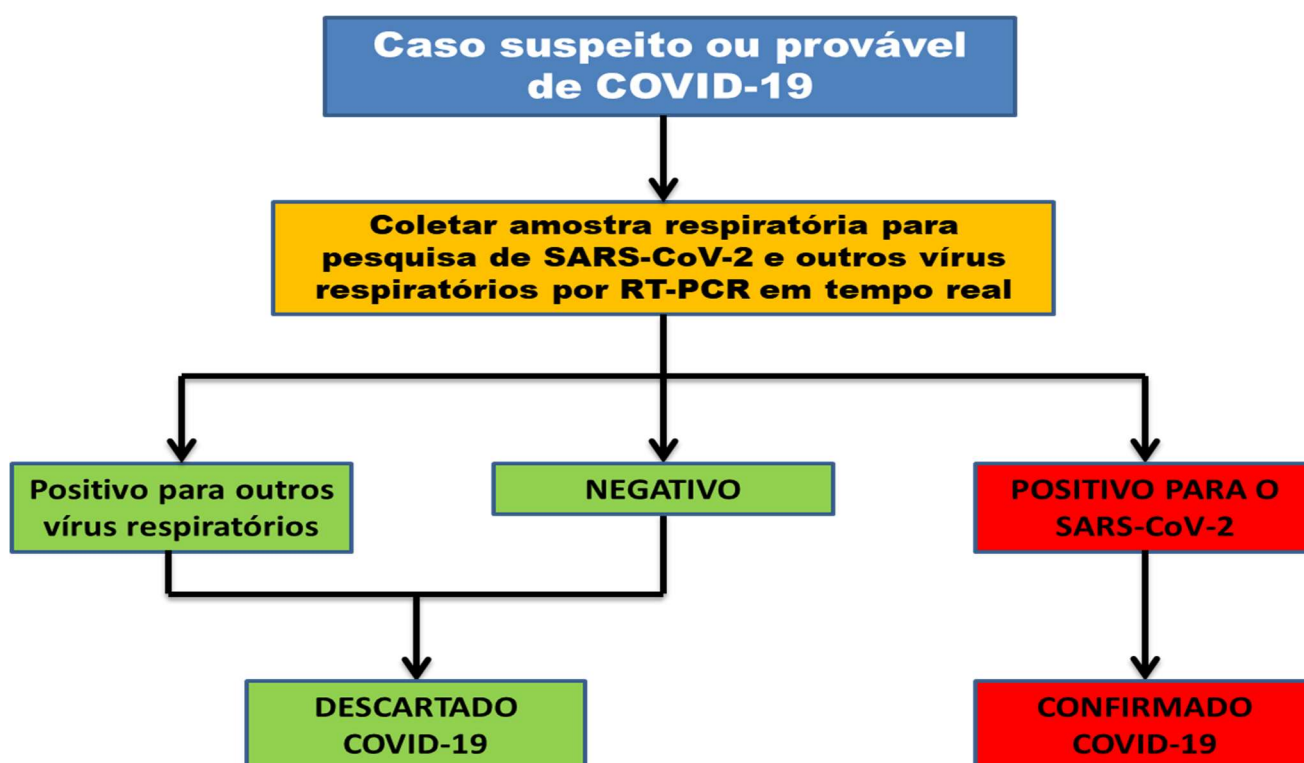 Caso suspeito ou provável
de COVID-19
Coletar amostra respiratória para
pesquisa de SARS-CoV-2 e outros vírus
respiratórios por RT-PCR em tempo real
Positivo para outros
vírus respiratórios
NEGATIVO
POSITIVO PARA O
SARS-CoV-2
DESCARTADO
COVID-19
CONFIRMADO
COVID-19